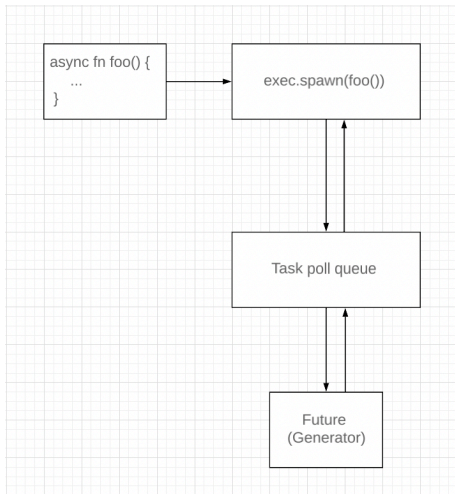 async fn foo() {
...
}
exec.spawn(foo())
Task poll queue
Future
(Generator)